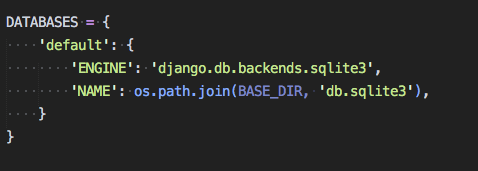 DATABASES = {
    'default': {
        'ENGINE': 'django.db.backends.sqlite3',
        'NAME': os.path.join(BASE_DIR, 'db.sqlite3'),
    }
}